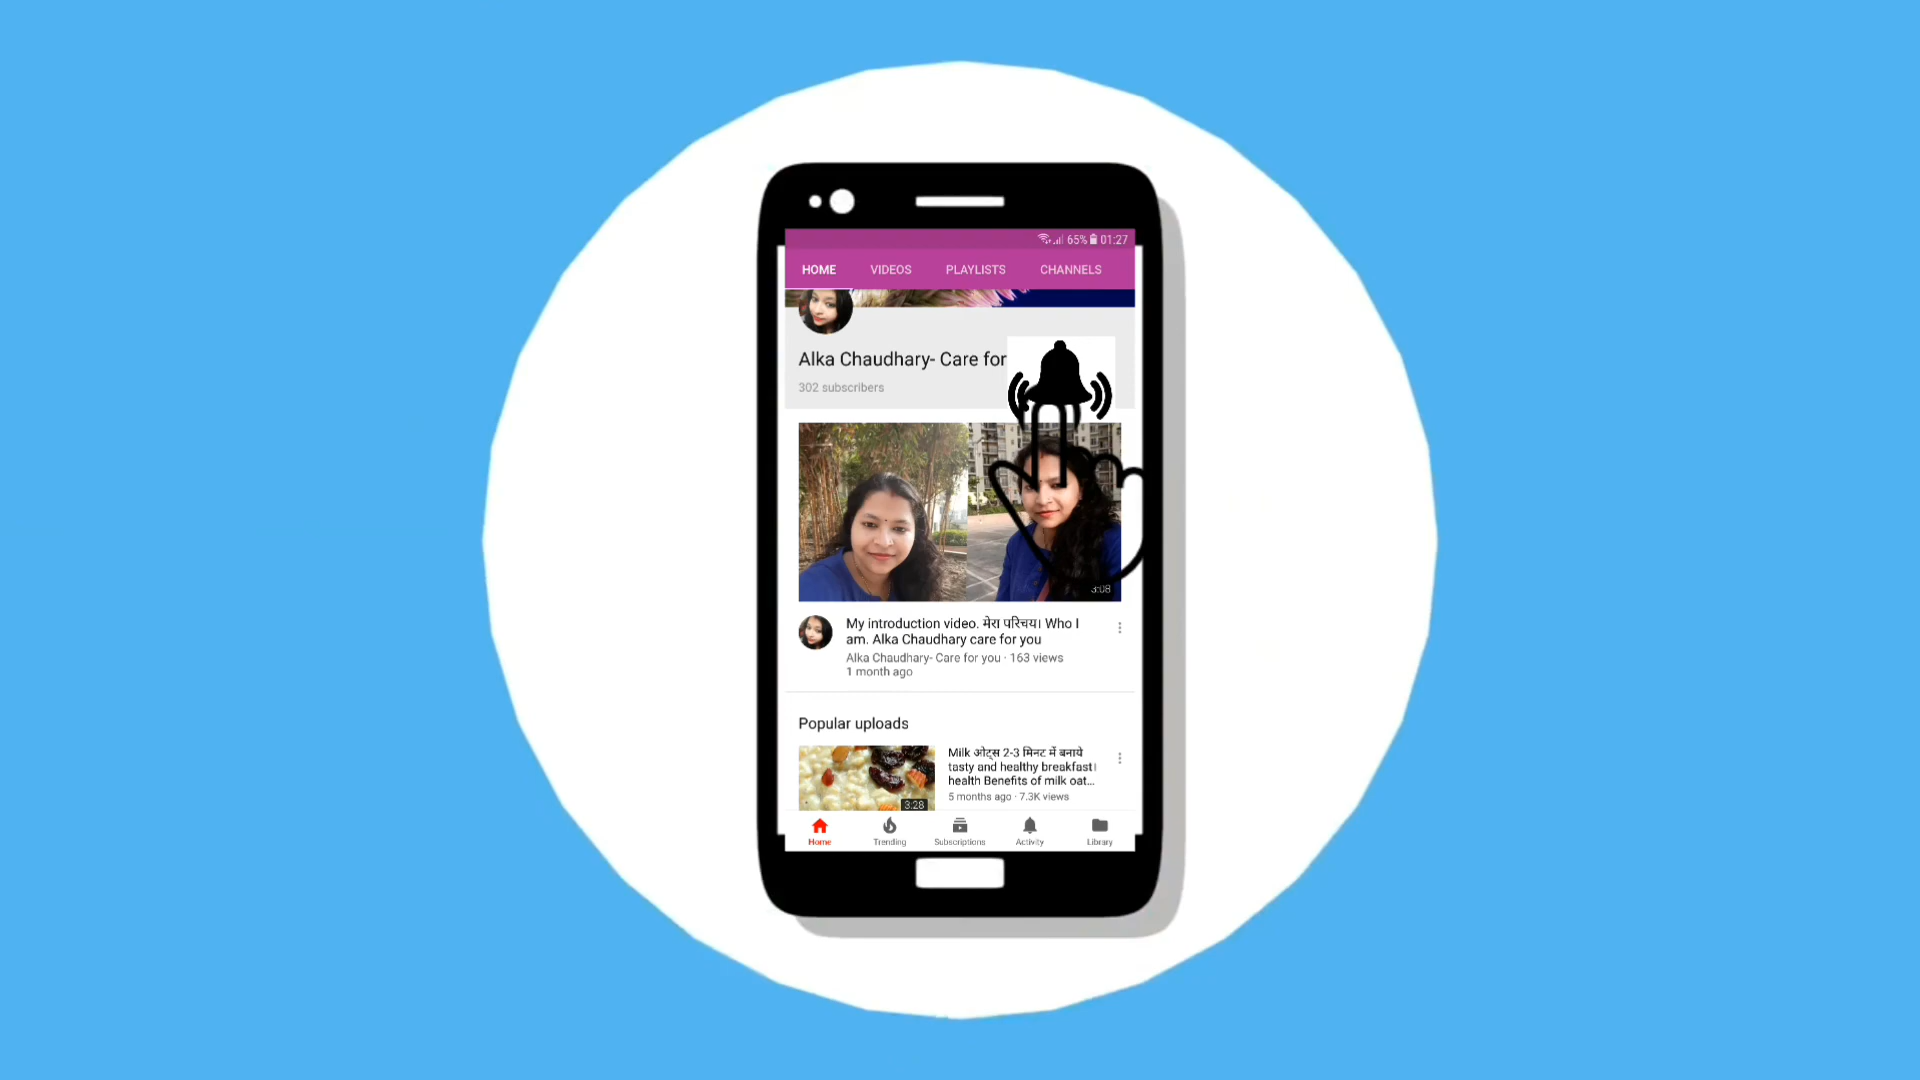 65% 01:27
HOME VIDEOS PLAYLISTS CHANNELS
Alka Chaudhary- Care for
302 subscribers
3:08
My introduction video. मेरा परिचय। Who I
am. Alka Chaudhary care for you
Alka Chaudhary- Care for you · 163 views
1 month ago
Popular uploads
Milk ओट्स 2-3 मिनट में बनाये
tasty and healthy breakfast।
health Benefits of milk oat...
5 months ago · 7.3K views
3:28
Home Trending Subscriptions Activity Library